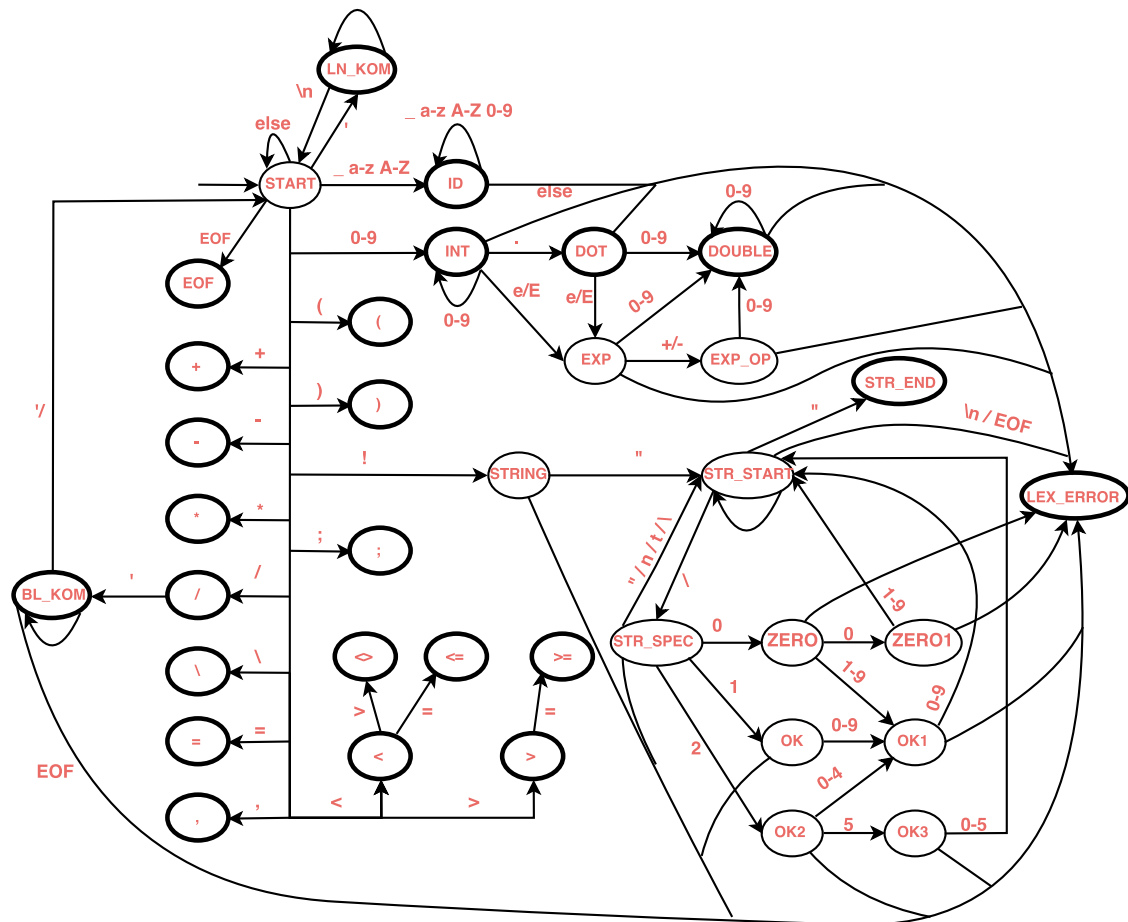 LN_KOM
\n
'
else
_ a-z A-Z 0-9
START
_ a-z A-Z
ID
else
0-9
EOF
0-9
INT
.
DOT
0-9
DOUBLE
EOF
e/E
e/E
0-9
0-9
(
(
0-9
+
+
EXP
+/-
EXP_OP
STR_END
'/
)
)
"
\n / EOF
-
-
!
STRING
"
STR_START
LEX_ERROR
*
*
;
;
" / n / t / \
\
BL_KOM
'
/
/
1-9
STR_SPEC
0
ZERO
0
ZERO1
<>
<=
>=
\
\
1-9
0-9
1
>
=
=
=
=
<
>
2
OK
0-9
OK1
EOF
0-4
,
,
<
>
OK2
5
OK3
0-5